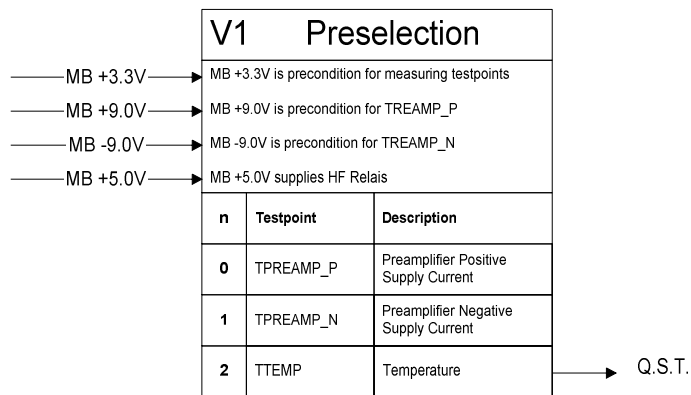 V1 Preselection
MB +3.3V
MB +3.3V is precondition for measuring testpoints
MB +9.0V
MB +9.0V is precondition for TREAMP_P
MB -9.0V
MB -9.0V is precondition for TREAMP_N
MB +5.0V
MB +5.0V supplies HF Relais
n Testpoint Description
0 TPREAMP_P Preamplifier Positive
Supply Current
1 TPREAMP_N Preamplifier Negative
Supply Current
2 TTEMP Temperature
Q.S.T.